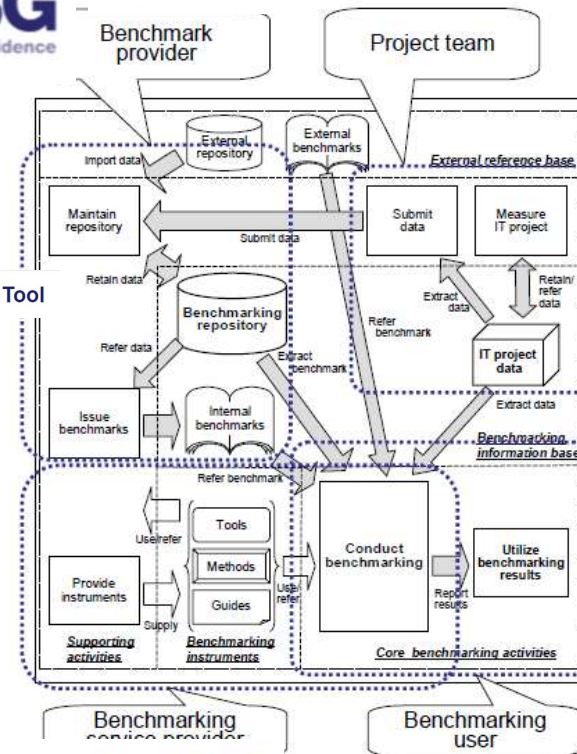 SG
idence
Benchmark
provider
Project team
External
repository
External
benchmarks
Import data
External reference base
Maintain
repository
Submit
data
Measure
IT project
Submit data
Retain data
Tool
Benchmarking
repository
Extract
data
Retain/
refer
data
Refer
benchmark
IT project
data
Refer data
Extract
benchmark
Extract data
Issue
benchmarks
Internal
benchmarks
Benchmarking
information base
Refer benchmark
Use/refer
Tools
Methods
Guides
Conduct
benchmarking
Utilize
benchmarking
results
Provide
instruments
Supply
Use/
refer
Report
results
Supporting
activities
Benchmarking
instruments
Core benchmarking activities
Benchmarking
service provider
Benchmarking
user